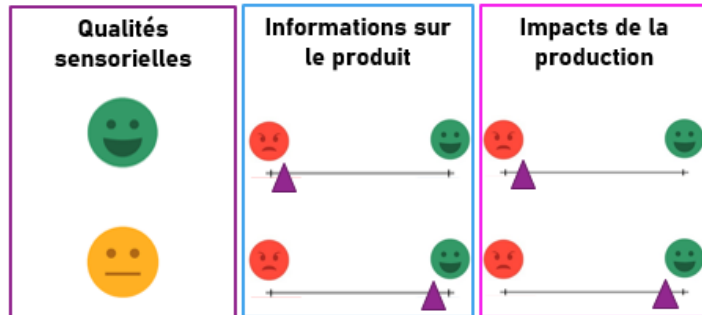 Qualités
sensorielles
Informations sur
le produit
Impacts de la
production